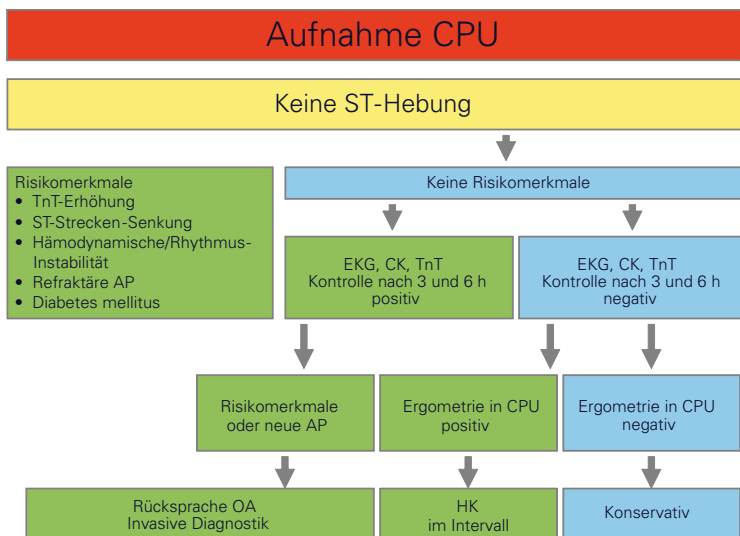 Aufnahme CPU
Keine ST-Hebung
Risikomerkmale
• TnT-Erhöhung
• ST-Strecken-Senkung
• Hämodynamische/Rhythmus-
Instabilität
• Refraktäre AP
• Diabetes mellitus
Keine Risikomerkmale
EKG, CK, TnT
Kontrolle nach 3 und 6 h
positiv
EKG, CK, TnT
Kontrolle nach 3 und 6 h
negativ
Risikomerkmale
oder neue AP
Ergometrie in CPU
positiv
Ergometrie in CPU
negativ
Rücksprache OA
Invasive Diagnostik
HK
im Intervall
Konservativ